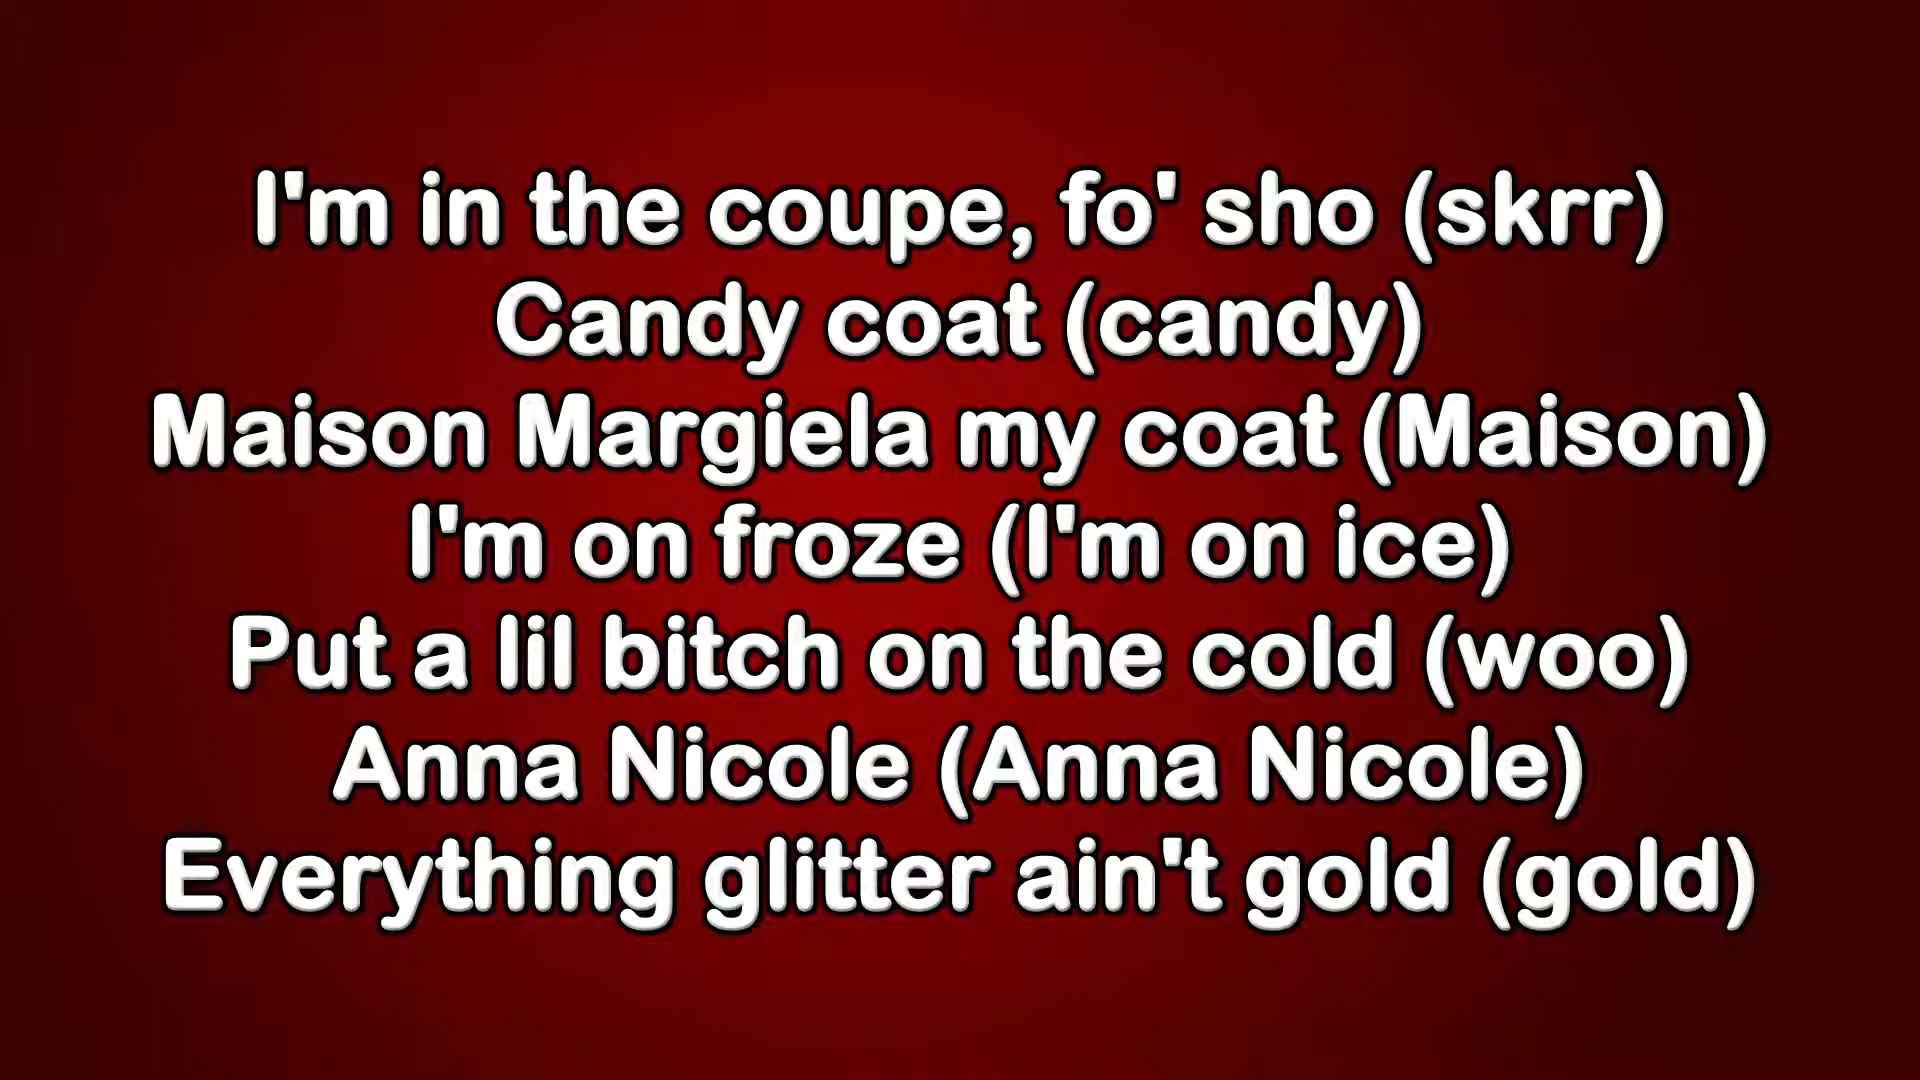 I'm in the coupe, fo' sho (skrr)
Candy coat (candy)
Maison Margiela my coat (Maison)
I'm on froze (I'm on ice)
Put a lil bitch on the cold (woo)
Anna Nicole (Anna Nicole)
Everything glitter ain't gold (gold)